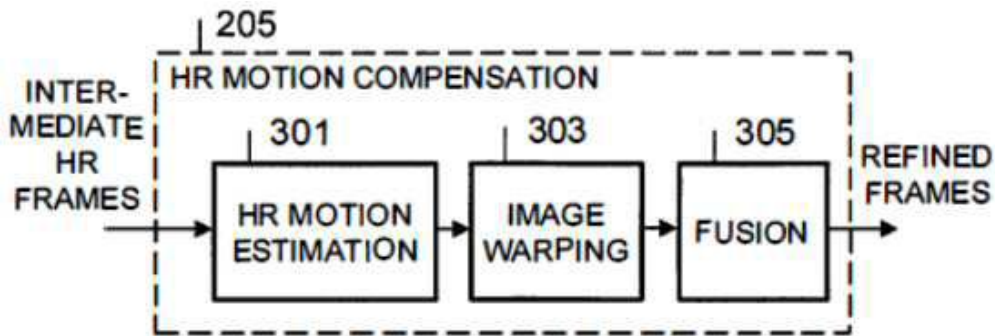 205
HR MOTION COMPENSATION
INTER-
MEDIATE
HR
FRAMES
301
HR MOTION
ESTIMATION
303
IMAGE
WARPING
305
FUSION
REFINED
FRAMES